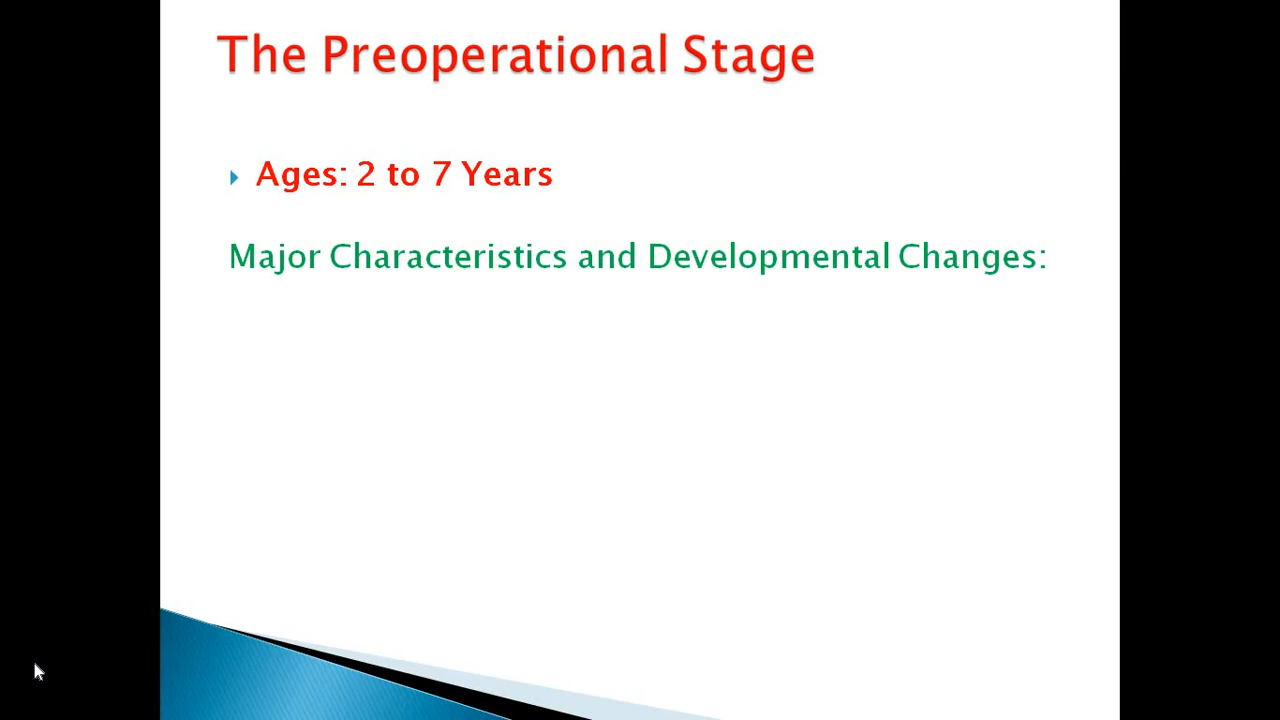 The Preoperational Stage
Ages: 2 to 7 Years
Major Characteristics and Developmental Changes: